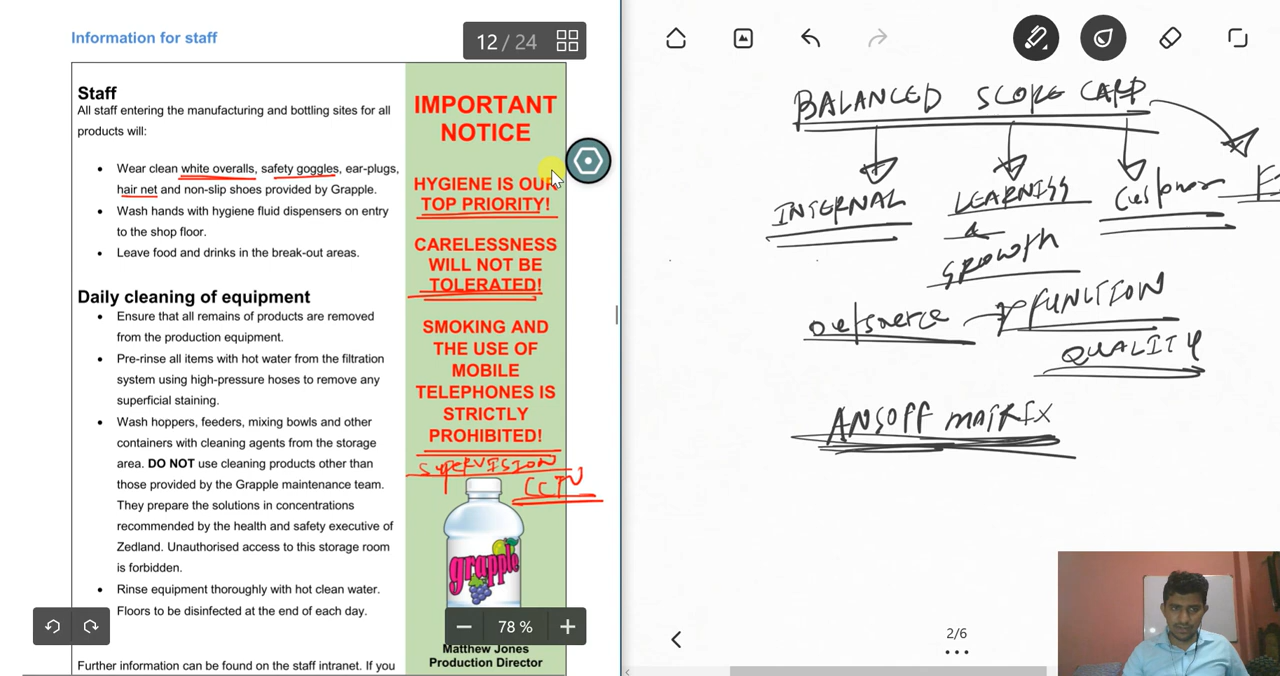 Information for staff
12 / 24
Staff
All staff entering the manufacturing and bottling sites for all
products will:
• Wear clean white overalls, safety goggles, ear-plugs,
hair net and non-slip shoes provided by Grapple.
• Wash hands with hygiene fluid dispensers on entry
to the shop floor.
• Leave food and drinks in the break-out areas.
Daily cleaning of equipment
• Ensure that all remains of products are removed
from the production equipment.
• Pre-rinse all items with hot water from the filtration
system using high-pressure hoses to remove any
superficial staining.
• Wash hoppers, feeders, mixing bowls and other
containers with cleaning agents from the storage
area. DO NOT use cleaning products other than
those provided by the Grapple maintenance team.
They prepare the solutions in concentrations
recommended by the health and safety executive of
Zedland. Unauthorised access to this storage room
is forbidden.
• Rinse equipment thoroughly with hot clean water.
Floors to be disinfected at the end of each day.
Further information can be found on the staff intranet. If you
IMPORTANT
NOTICE
HYGIENE IS OUR
TOP PRIORITY!
CARELESSNESS
WILL NOT BE
TOLERATED!
SMOKING AND
THE USE OF
MOBILE
TELEPHONES IS
STRICTLY
PROHIBITED!
SUPERVISION
CCTV
grapple
78 %
Matthew Jones
Production Director
BALANCED SCORE CARD
INTERNAL
LEARNISS
&
growth
Customer
outsource
FUNCTION
QUALITY
ANSOFF MATRIX
2/6